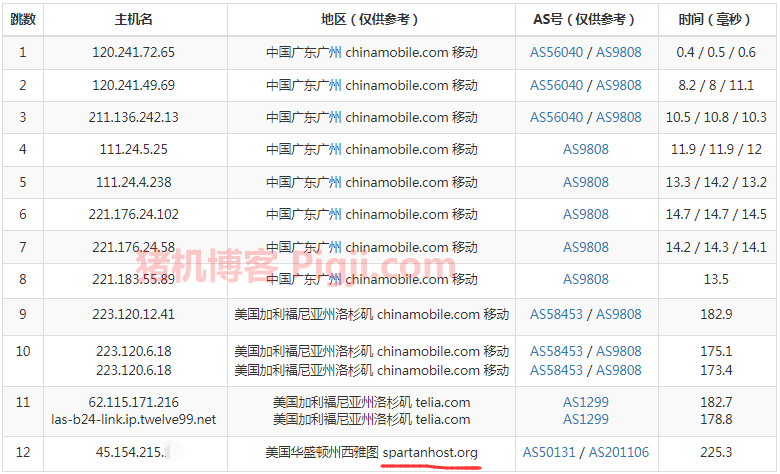 跳数 主机名 地区（仅供参考） AS号（仅供参考） 时间（毫秒）
1 120.241.72.65 中国广东广州 chinamobile.com 移动 AS56040 / AS9808 0.4 / 0.5 / 0.6
2 120.241.49.69 中国广东广州 chinamobile.com 移动 AS56040 / AS9808 8.2 / 8 / 11.1
3 211.136.242.13 中国广东广州 chinamobile.com 移动 AS56040 / AS9808 10.5 / 10.8 / 10.3
4 111.24.5.25 中国广东广州 chinamobile.com 移动 AS9808 11.9 / 11.9 / 12
5 111.24.4.238 中国广东广州 chinamobile.com 移动 AS9808 13.3 / 14.2 / 13.2
6 221.176.24.102 中国广东广州 chinamobile.com 移动 AS9808 14.7 / 14.7 / 14.5
7 221.176.24.58 中国广东广州 chinamobile.com 移动 AS9808 14.2 / 14.3 / 14.1
猪机博客 Pigji.com
8 221.183.55.89 中国广东广州 chinamobile.com 移动 AS9808 13.5
9 223.120.12.41 美国加利福尼亚州洛杉矶 chinamobile.com 移动 AS58453 / AS9808 182.9
10 223.120.6.18 美国加利福尼亚州洛杉矶 chinamobile.com 移动 AS58453 / AS9808 175.1
223.120.6.18 美国加利福尼亚州洛杉矶 chinamobile.com 移动 AS58453 / AS9808 173.4
11 62.115.171.216 美国加利福尼亚州洛杉矶 telia.com AS1299 182.7
las-b24-link.ip.twelve99.net 美国加利福尼亚州洛杉矶 telia.com AS1299 178.8
12 45.154.215. 美国华盛顿州西雅图 spartanhost.org AS50131 / AS201106 225.3